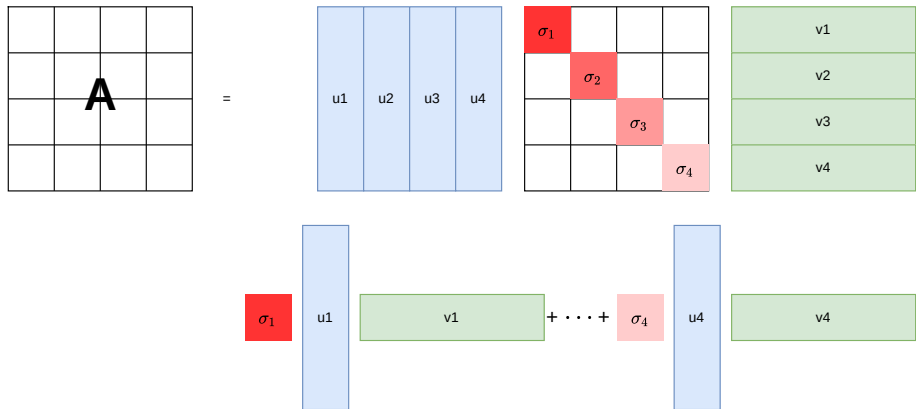 A = u1 u2 u3 u4 σ1 σ2 σ3 σ4 v1 v2 v3 v4
σ1 u1 v1 + · · · + σ4 u4 v4